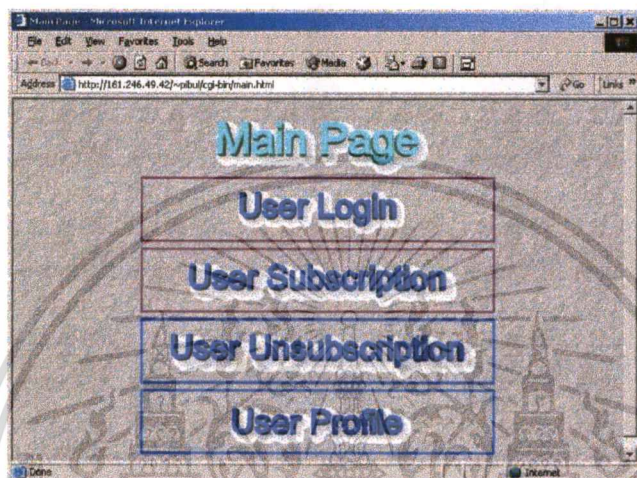 Main Page - Microsoft Internet Explorer
File Edit View Favorites Tools Help
Back Search Favorites Media
Address http://161.246.49.42/~pibul/cgi-bin/main.html Go Links »
Main Page
User Login
User Subscription
User Unsubscription
User Profile
Done Internet